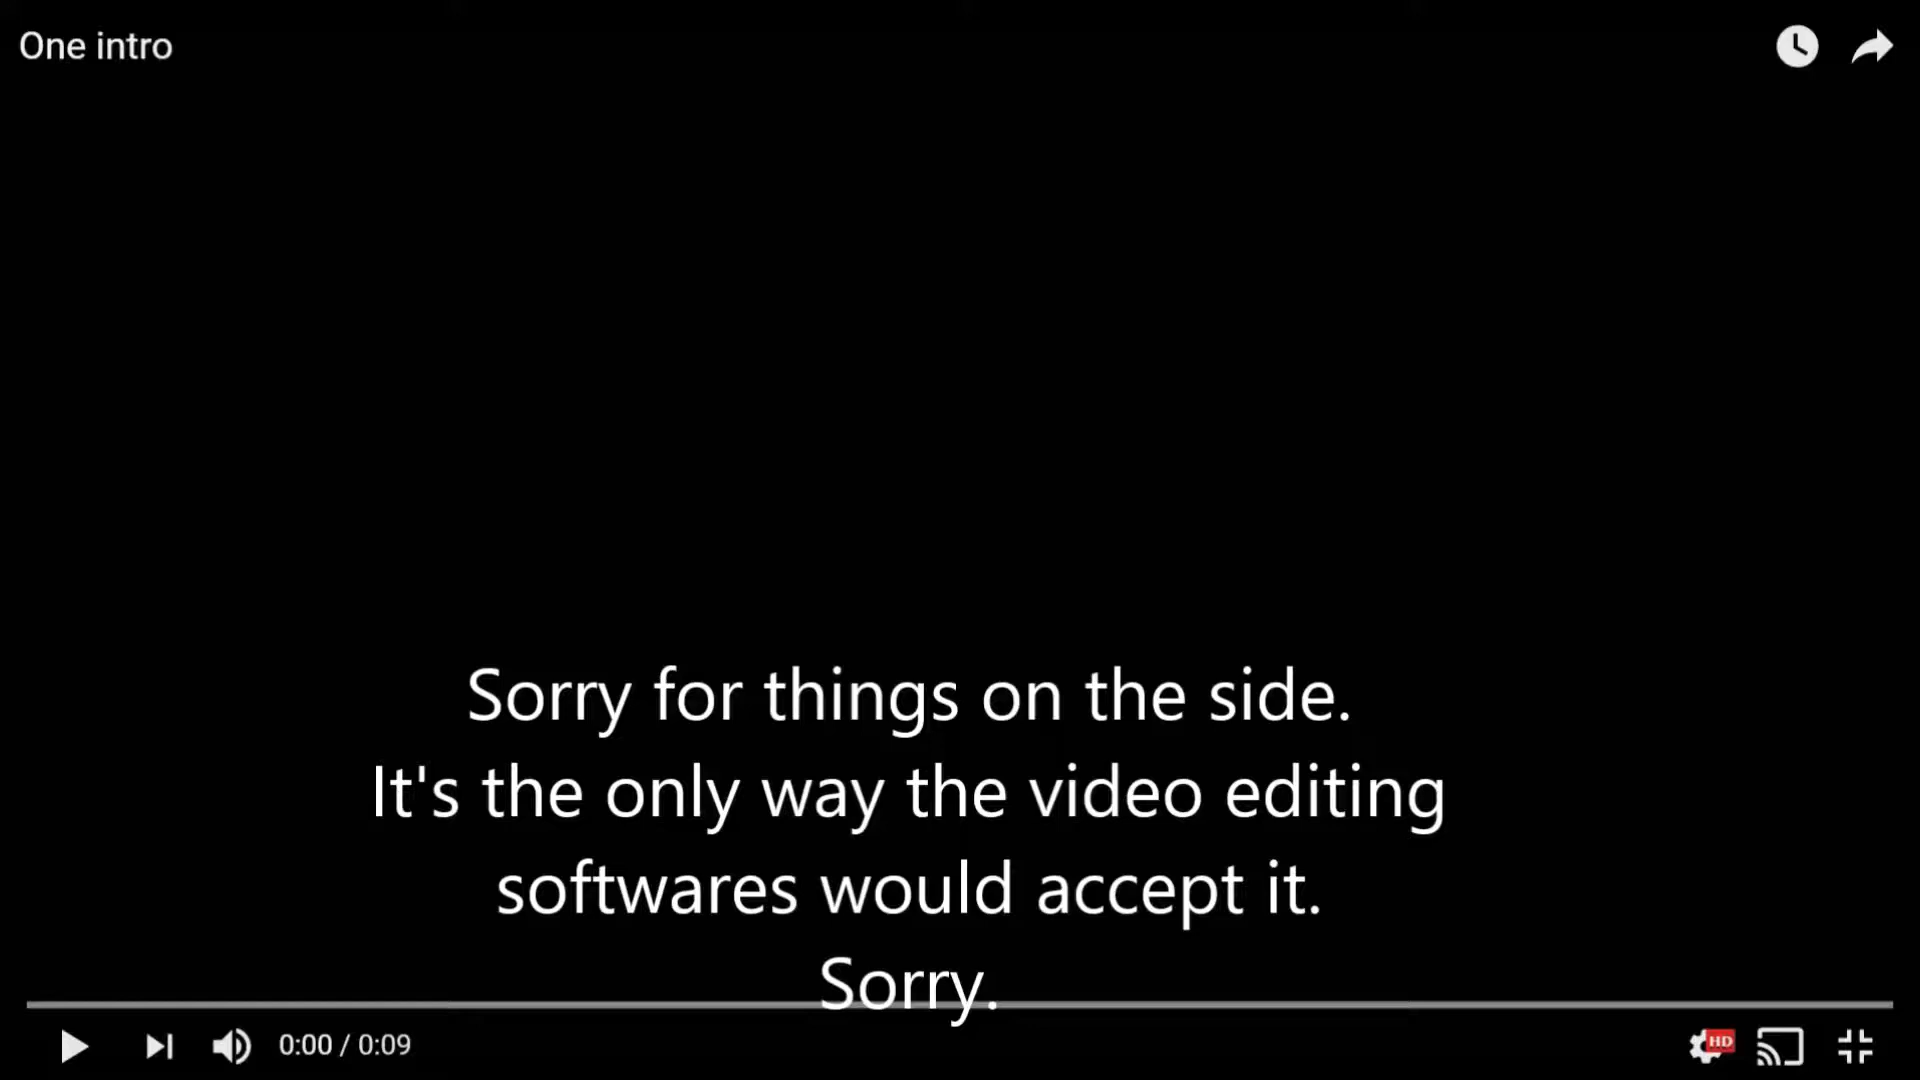 One intro
Sorry for things on the side.
It's the only way the video editing
softwares would accept it.
Sorry.
0:00 / 0:09
HD